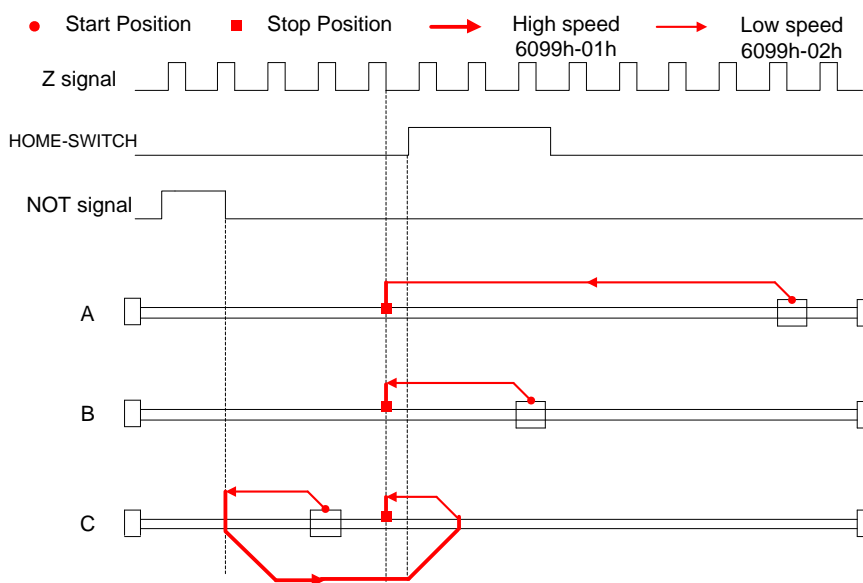 Start Position
Stop Position
High speed
6099h-01h
Low speed
6099h-02h
Z signal
HOME-SWITCH
NOT signal
A
B
C